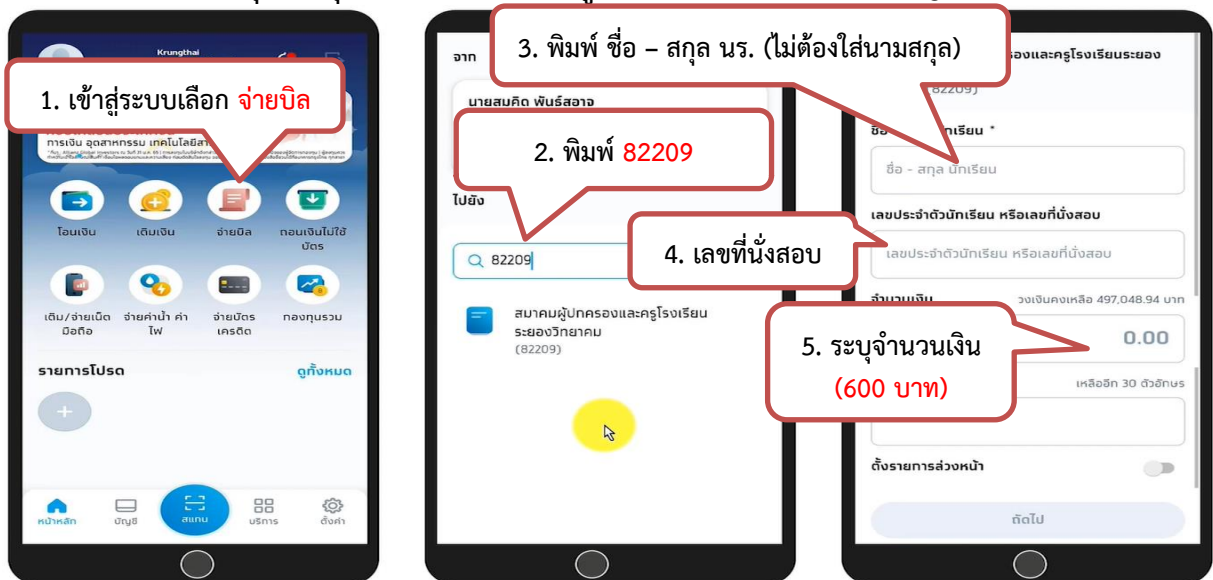 Krungthai
1. เข้าสู่ระบบเลือก จ่ายบิล
การเงิน อุตสาหกรรม เทคโนโลยีสา
โอนเงิน
เติมเงิน
จ่ายบิล
ถอนเงินไม่ใช้
บัตร
เติม/จ่ายเน็ต
มือถือ
จ่ายค่าน้ำ ค่า
ไฟ
จ่ายบัตร
เครดิต
กองทุนรวม
รายการโปรด
ดูทั้งหมด
หน้าหลัก
บัญชี
สแกน
บริการ
ตั้งค่า
จาก
3. พิมพ์ ชื่อ – สกุล นร. (ไม่ต้องใส่นามสกุล)
นายสมคิด พันธ์สอาจ
2. พิมพ์ 82209
ไปยัง
82209
สมาคมผู้ปกครองและครูโรงเรียน
ระยองวิทยาคม
(82209)
องและครูโรงเรียนระยอง
(82209)
ชื่อ
กเรียน *
ชื่อ - สกุล นักเรียน
เลขประจำตัวนักเรียน หรือเลขที่นั่งสอบ
4. เลขที่นั่งสอบ
เลขประจำตัวนักเรียน หรือเลขที่นั่งสอบ
จำนวนเงิน
วงเงินคงเหลือ 497,048.94 บาท
5. ระบุจำนวนเงิน
(600 บาท)
0.00
เหลืออีก 30 ตัวอักษร
ตั้งรายการล่วงหน้า
ถัดไป